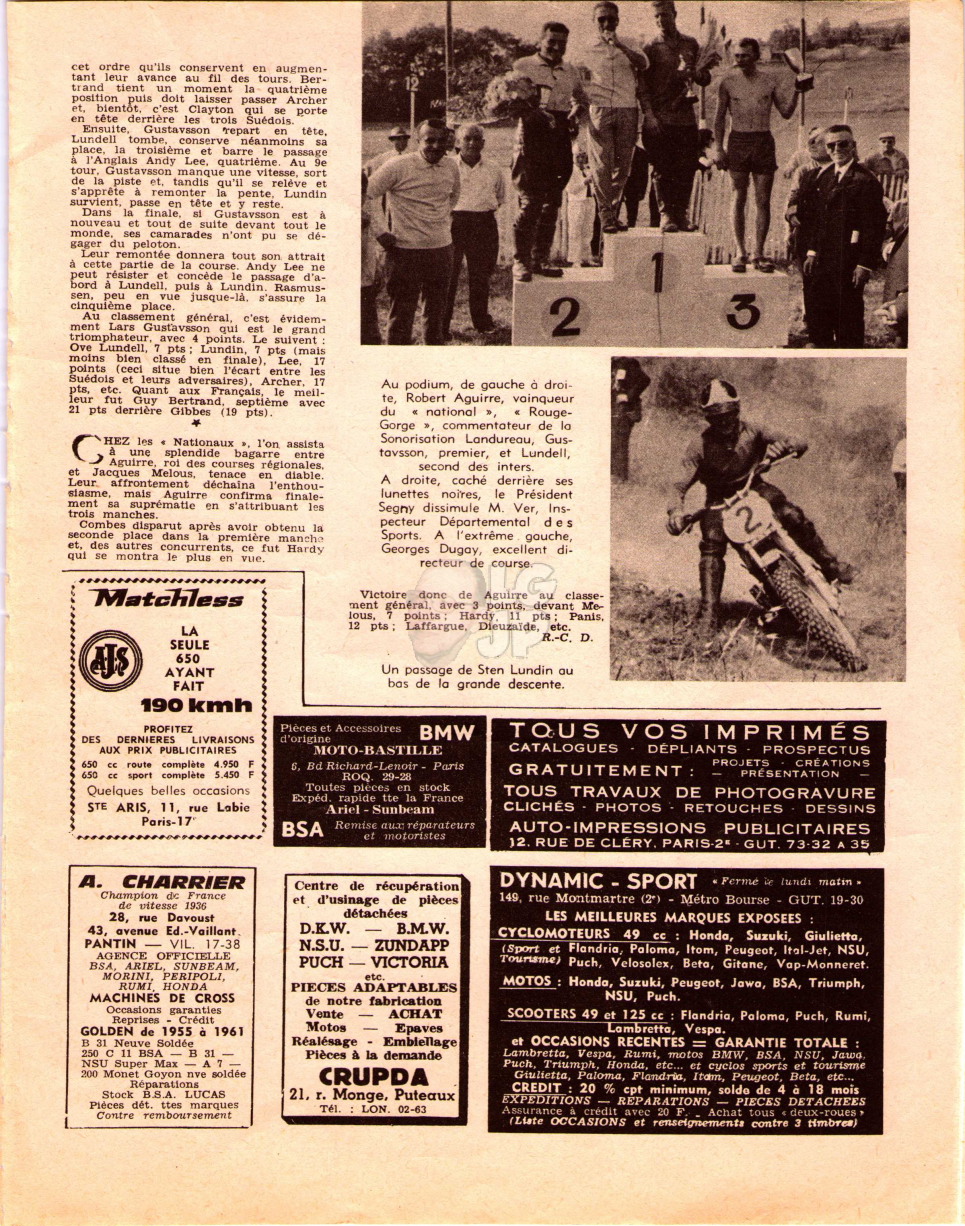 cet ordre qu'ils conservent en augmen-
tant leur avance au fil des tours. Ber-
trand tient un moment la quatrième
position puis doit laisser passer Archer
et, bientôt, c'est Clayton qui se porte
en tête derrière les trois Suédois.
Ensuite, Gustavsson repart en tête,
Lundell tombe, conserve néanmoins sa
place, la troisième et barre le passage
à l'Anglais Andy Lee, quatrième. Au 9e
tour, Gustavsson manque une vitesse, sort
de la piste et, tandis qu'il se relève et
s'apprête à remonter la pente, Lundin
survient, passe en tête et y reste.
Dans la finale, si Gustavsson est à
nouveau et tout de suite devant tout le
monde, ses camarades n'ont pu se dé-
gager du peloton.
Leur remontée donnera tout son attrait
à cette partie de la course. Andy Lee ne
peut résister et concède le passage d'a-
bord à Lundell, puis à Lundin. Rasmus-
sen, peu en vue jusque-là, s'assure la
cinquième place.
Au classement général, c'est évidem-
ment Lars Gustavsson qui est le grand
triomphateur, avec 4 points. Le suivent :
Ove Lundell, 7 pts ; Lundin, 7 pts (mais
moins bien classé en finale), Lee, 17
points (ceci situe bien l'écart entre les
Suédois et leurs adversaires), Archer, 17
pts, etc. Quant aux Français, le meil-
leur fut Guy Bertrand, septième avec
21 pts derrière Gibbes (19 pts).
★
CHEZ les « Nationaux », l'on assista
à une splendide bagarre entre
Aguirre, roi des courses régionales,
et Jacques Melous, tenace en diable.
Leur affrontement déchaîna l'enthou-
siasme, mais Aguirre confirma finale-
ment sa suprématie en s'attribuant les
trois manches.
Combes disparut après avoir obtenu la
seconde place dans la première manche
et, des autres concurrents, ce fut Hardy
qui se montra le plus en vue.
12
2
1
3
Au podium, de gauche à droi-
te, Robert Aguirre, vainqueur
du « national », « Rouge-
Gorge », commentateur de la
Sonorisation Landureau, Gus-
tavsson, premier, et Lundell,
second des inters.
A droite, caché derrière ses
lunettes noires, le Président
Segny dissimule M. Ver, Ins-
pecteur Départemental des
Sports. A l'extrême gauche,
Georges Dugay, excellent di-
recteur de course.
2
Victoire donc de Aguirre au classe-
ment général, avec 3 points, devant Me-
lous, 7 points ; Hardy, 11 pts ; Panis,
12 pts ; Laffargue, Dieuzaïde, etc.
R.-C. D.
Un passage de Sten Lundin au
bas de la grande descente.
JG
JP
Matchless
AJS
LA
SEULE
650
AYANT
FAIT
190 kmh
PROFITEZ
DES DERNIERES LIVRAISONS
AUX PRIX PUBLICITAIRES
650 cc route complète 4.950 F
650 cc sport complète 5.450 F
Quelques belles occasions
STE ARIS, 11, rue Labie
Paris-17e
Pièces et Accessoires
d'origine BMW
MOTO-BASTILLE
6, Bd Richard-Lenoir - Paris
ROQ. 29-28
Toutes pièces en stock
Expéd. rapide tte la France
Ariel - Sunbeam
BSA Remise aux réparateurs
et motoristes
TOUS VOS IMPRIMÉS
CATALOGUES - DÉPLIANTS - PROSPECTUS
GRATUITEMENT : PROJETS - CRÉATIONS
— PRÉSENTATION —
TOUS TRAVAUX DE PHOTOGRAVURE
CLICHÉS - PHOTOS - RETOUCHES - DESSINS
AUTO-IMPRESSIONS PUBLICITAIRES
12. RUE DE CLÉRY. PARIS-2e - GUT. 73-32 A 35
A. CHARRIER
Champion de France
de vitesse 1936
28, rue Davoust
43, avenue Ed.-Vaillant
PANTIN — VIL. 17-38
AGENCE OFFICIELLE
BSA, ARIEL, SUNBEAM,
MORINI, PERIPOLI,
RUMI, HONDA
MACHINES DE CROSS
Occasions garanties
Reprises - Crédit
GOLDEN de 1955 à 1961
B 31 Neuve Soldée
250 C 11 BSA — B 31 —
NSU Super Max — A 7 —
200 Monet Goyon nve soldée
Réparations
Stock B.S.A. LUCAS
Pièces dét. ttes marques
Contre remboursement
Centre de récupération
et d'usinage de pièces
détachées
D.K.W. — B.M.W.
N.S.U. — ZUNDAPP
PUCH — VICTORIA
etc.
PIECES ADAPTABLES
de notre fabrication
Vente — ACHAT
Motos — Epaves
Réalésage - Embiellage
Pièces à la demande
CRUPDA
21, r. Monge, Puteaux
Tél. : LON. 02-63
DYNAMIC - SPORT « Fermé le lundi matin »
149, rue Montmartre (2e) - Métro Bourse - GUT. 19-30
LES MEILLEURES MARQUES EXPOSEES :
CYCLOMOTEURS 49 cc : Honda, Suzuki, Giulietta,
(Sport et Flandria, Paloma, Itom, Peugeot, Ital-Jet, NSU,
Tourisme) Puch, Velosolex, Beta, Gitane, Vap-Monneret.
MOTOS : Honda, Suzuki, Peugeot, Jawa, BSA, Triumph,
NSU, Puch.
SCOOTERS 49 et 125 cc : Flandria, Paloma, Puch, Rumi,
Lambretta, Vespa.
et OCCASIONS RECENTES = GARANTIE TOTALE :
Lambretta, Vespa, Rumi, motos BMW, BSA, NSU, Jawa,
Puch, Triumph, Honda, etc... et cyclos sports et tourisme
Giulietta, Paloma, Flandria, Itom, Peugeot, Beta, etc...
CREDIT : 20 % cpt minimum, solde de 4 à 18 mois
EXPEDITIONS — REPARATIONS — PIECES DETACHEES
Assurance à crédit avec 20 F. - Achat tous « deux-roues »
(Liste OCCASIONS et renseignements contre 3 timbres)